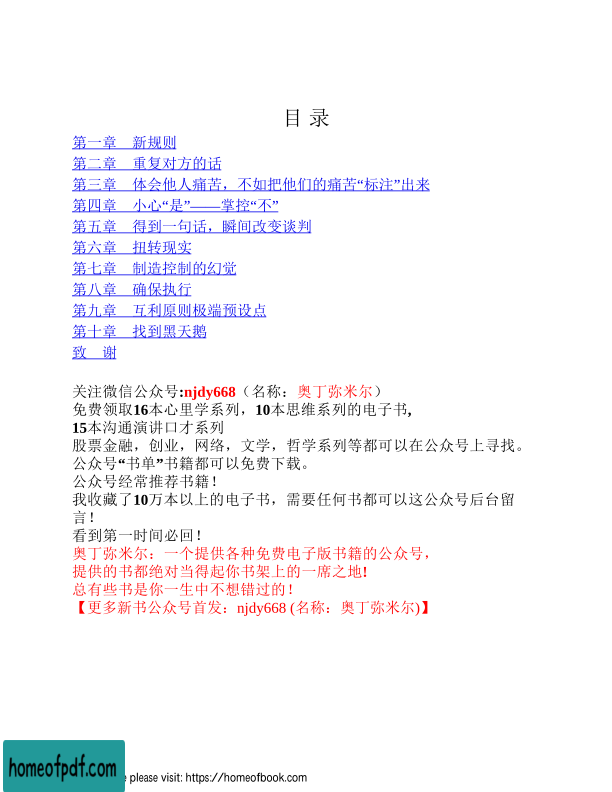 目 录
第一章 新规则
第二章 重复对方的话
第三章 体会他人痛苦，不如把他们的痛苦“标注”出来
第四章 小心“是”——掌控“不”
第五章 得到一句话，瞬间改变谈判
第六章 扭转现实
第七章 制造控制的幻觉
第八章 确保执行
第九章 互利原则极端预设点
第十章 找到黑天鹅
致 谢
关注微信公众号:njdy668（名称：奥丁弥米尔）
免费领取16本心里学系列，10本思维系列的电子书,
15本沟通演讲口才系列
股票金融，创业，网络，文学，哲学系列等都可以在公众号上寻找。
公众号“书单”书籍都可以免费下载。
公众号经常推荐书籍！
我收藏了10万本以上的电子书，需要任何书都可以这公众号后台留
言！
看到第一时间必回！
奥丁弥米尔：一个提供各种免费电子版书籍的公众号，
提供的书都绝对当得起你书架上的一席之地!
总有些书是你一生中不想错过的！
【更多新书公众号首发：njdy668 (名称：奥丁弥米尔)】
homeofpdf.com
e please visit: https://homeofbook.com